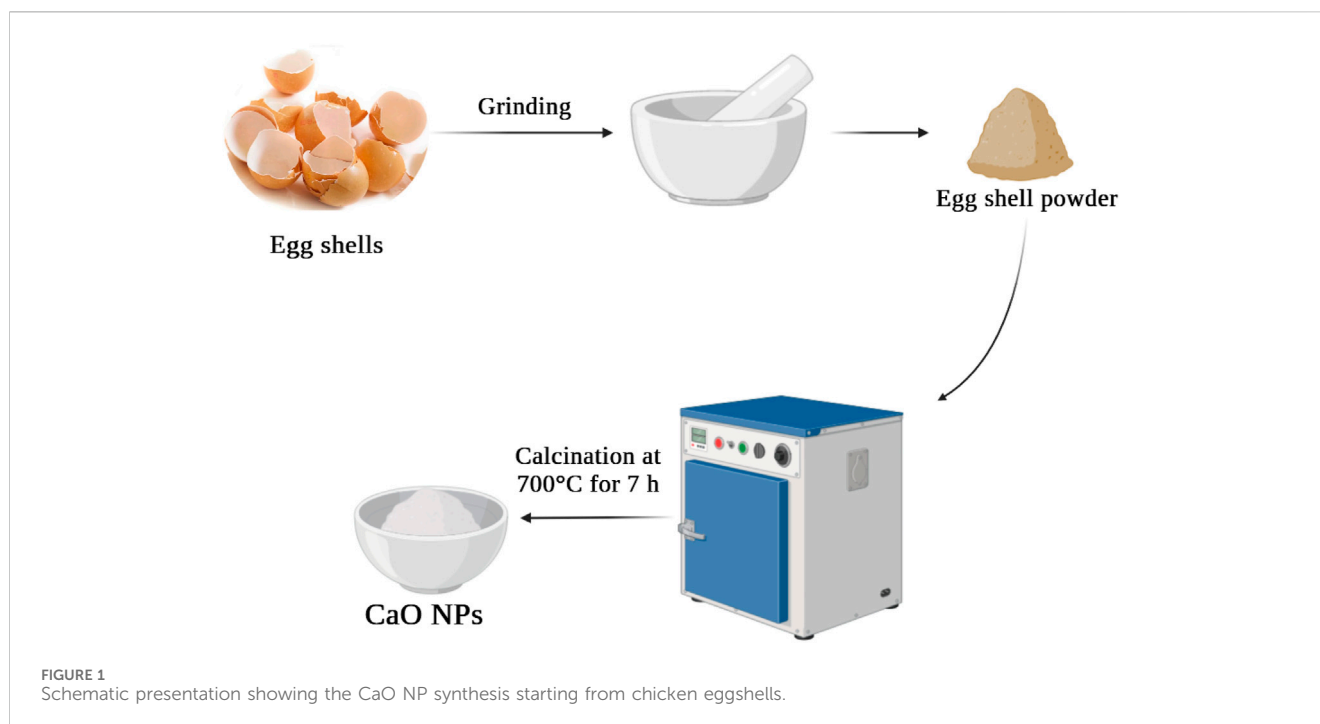 Grinding
Egg shells
Egg shell powder
Calcination at
700°C for 7 h
CaO NPs
FIGURE 1
Schematic presentation showing the CaO NP synthesis starting from chicken eggshells.